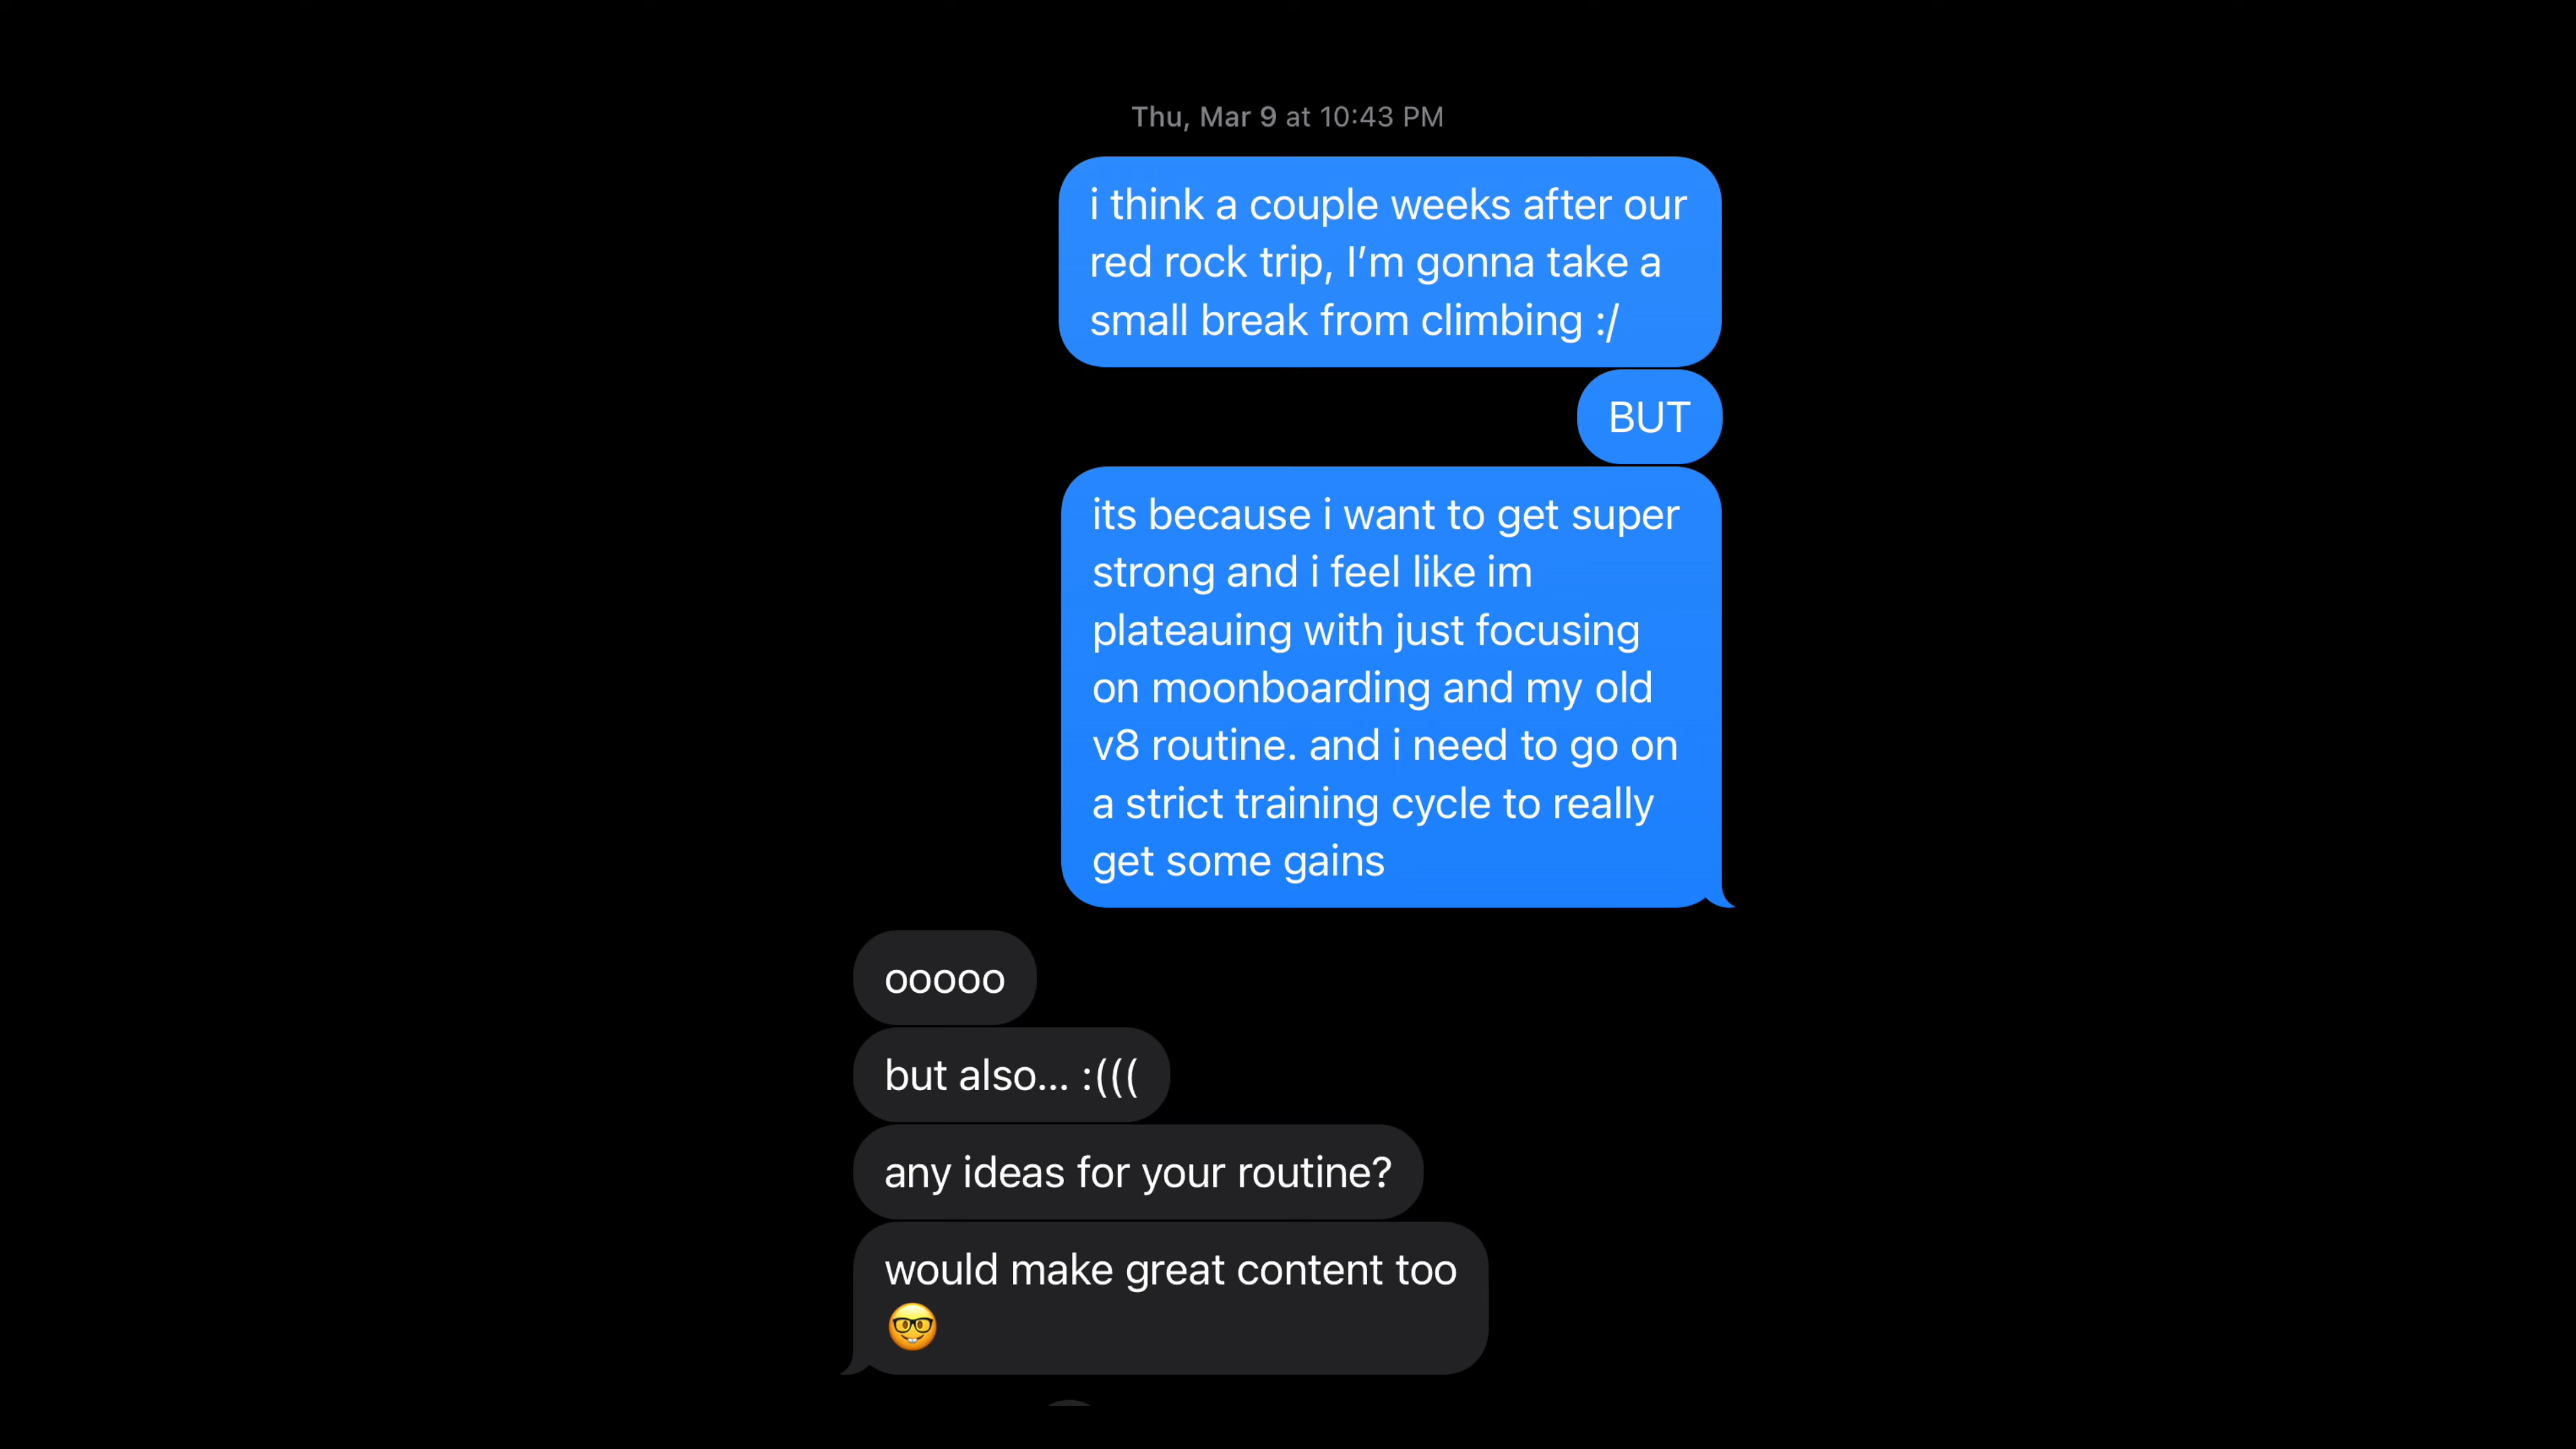 Thu, Mar 9 at 10:43 PM
i think a couple weeks after our
red rock trip, I’m gonna take a
small break from climbing :/
BUT
its because i want to get super
strong and i feel like im
plateauing with just focusing
on moonboarding and my old
v8 routine. and i need to go on
a strict training cycle to really
get some gains
ooooo
but also... :(((
any ideas for your routine?
would make great content too
🤓